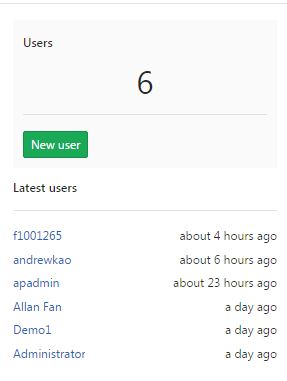 Users
6
New user
Latest users
f1001265 about 4 hours ago
andrewkao about 6 hours ago
apadmin about 23 hours ago
Allan Fan a day ago
Demo1 a day ago
Administrator a day ago